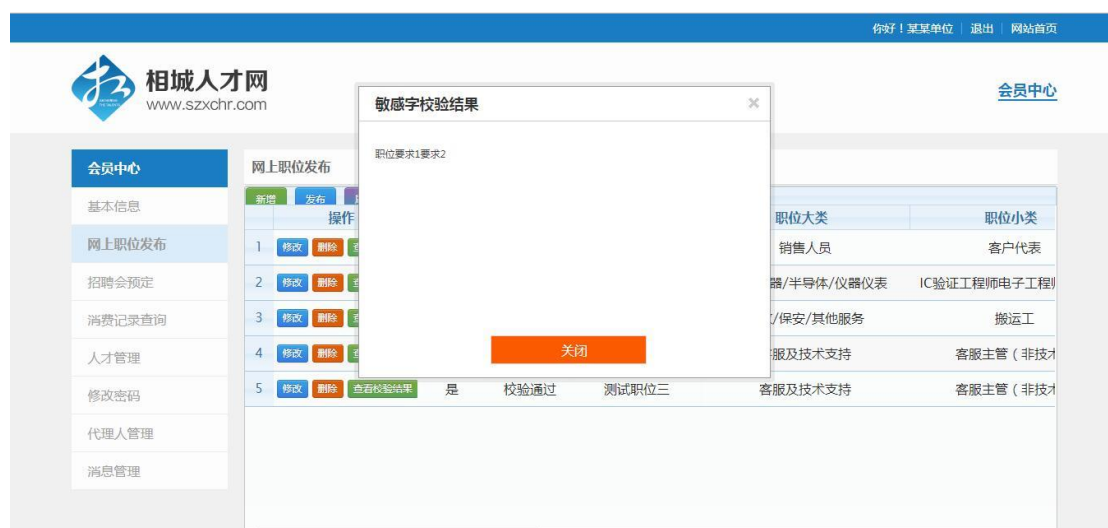 你好！某某单位 | 退出 | 网站首页
相城人才网
www.szxchr.com
会员中心
敏感字校验结果 ×
职位要求1要求2
关闭
会员中心
基本信息
网上职位发布
招聘会预定
消费记录查询
人才管理
修改密码
代理人管理
消息管理
网上职位发布
新增 发布
操作 职位大类 职位小类
1 修改 删除 销售人员 客户代表
2 修改 删除 器/半导体/仪器仪表 IC验证工程师电子工程
3 修改 删除 /保安/其他服务 搬运工
4 修改 删除 服及技术支持 客服主管（非技
5 修改 删除 查看校验结果 是 校验通过 测试职位三 客服及技术支持 客服主管（非技